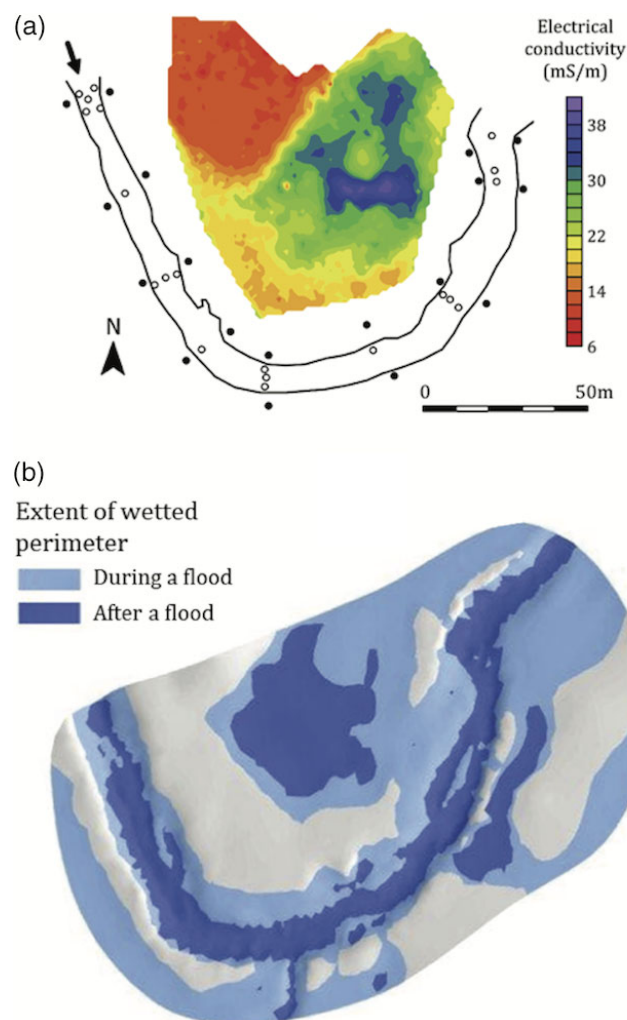 (a)
Electrical
conductivity
(mS/m)
38
30
22
14
6
N
0 50m
(b)
Extent of wetted
perimeter
During a flood
After a flood